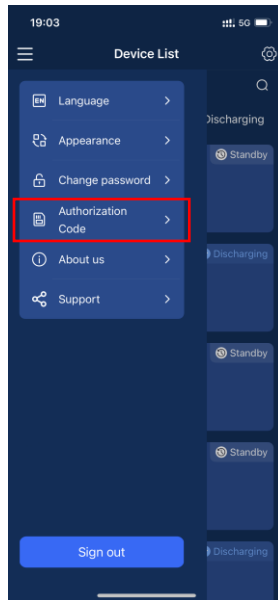 19:03
5G
Device List
EN
Language
Discharging
Appearance
Standby
Change password
Authorization
Code
About us
Discharging
Support
Standby
Standby
Sign out
Discharging